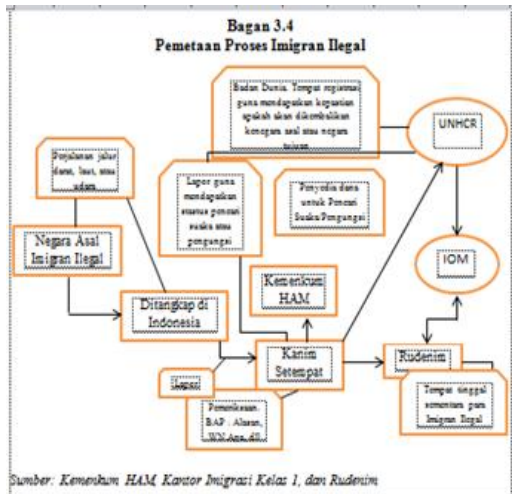 Bagan 3.4
Pemetaan Proses Imigran Ilegal
Badan Dunia. Tempat registrasi
guna mendapatkan kepastian
apakah akan dikembalikan
kenegara asal atau negara
tujuan
UNHCR
Perjalanan jalur
darat, laut, atau
udara
Lapor guna
mendapatkan
status pencari
suaka atau
pengungsi
Penyedia dana
untuk Pencari
Suaka/Pengungsi
Negara Asal
Imigran Ilegal
IOM
Kemenkum
HAM
Ditangkap di
Indonesia
Kanim
Setempat
Rudenim
Lapor
Pemeriksaan.
BAP : Alasan,
WN Apa, dll
Tempat tinggal
sementara para
Imigran Ilegal
Sumber: Kemenkum HAM, Kantor Imigrasi Kelas 1, dan Rudenim